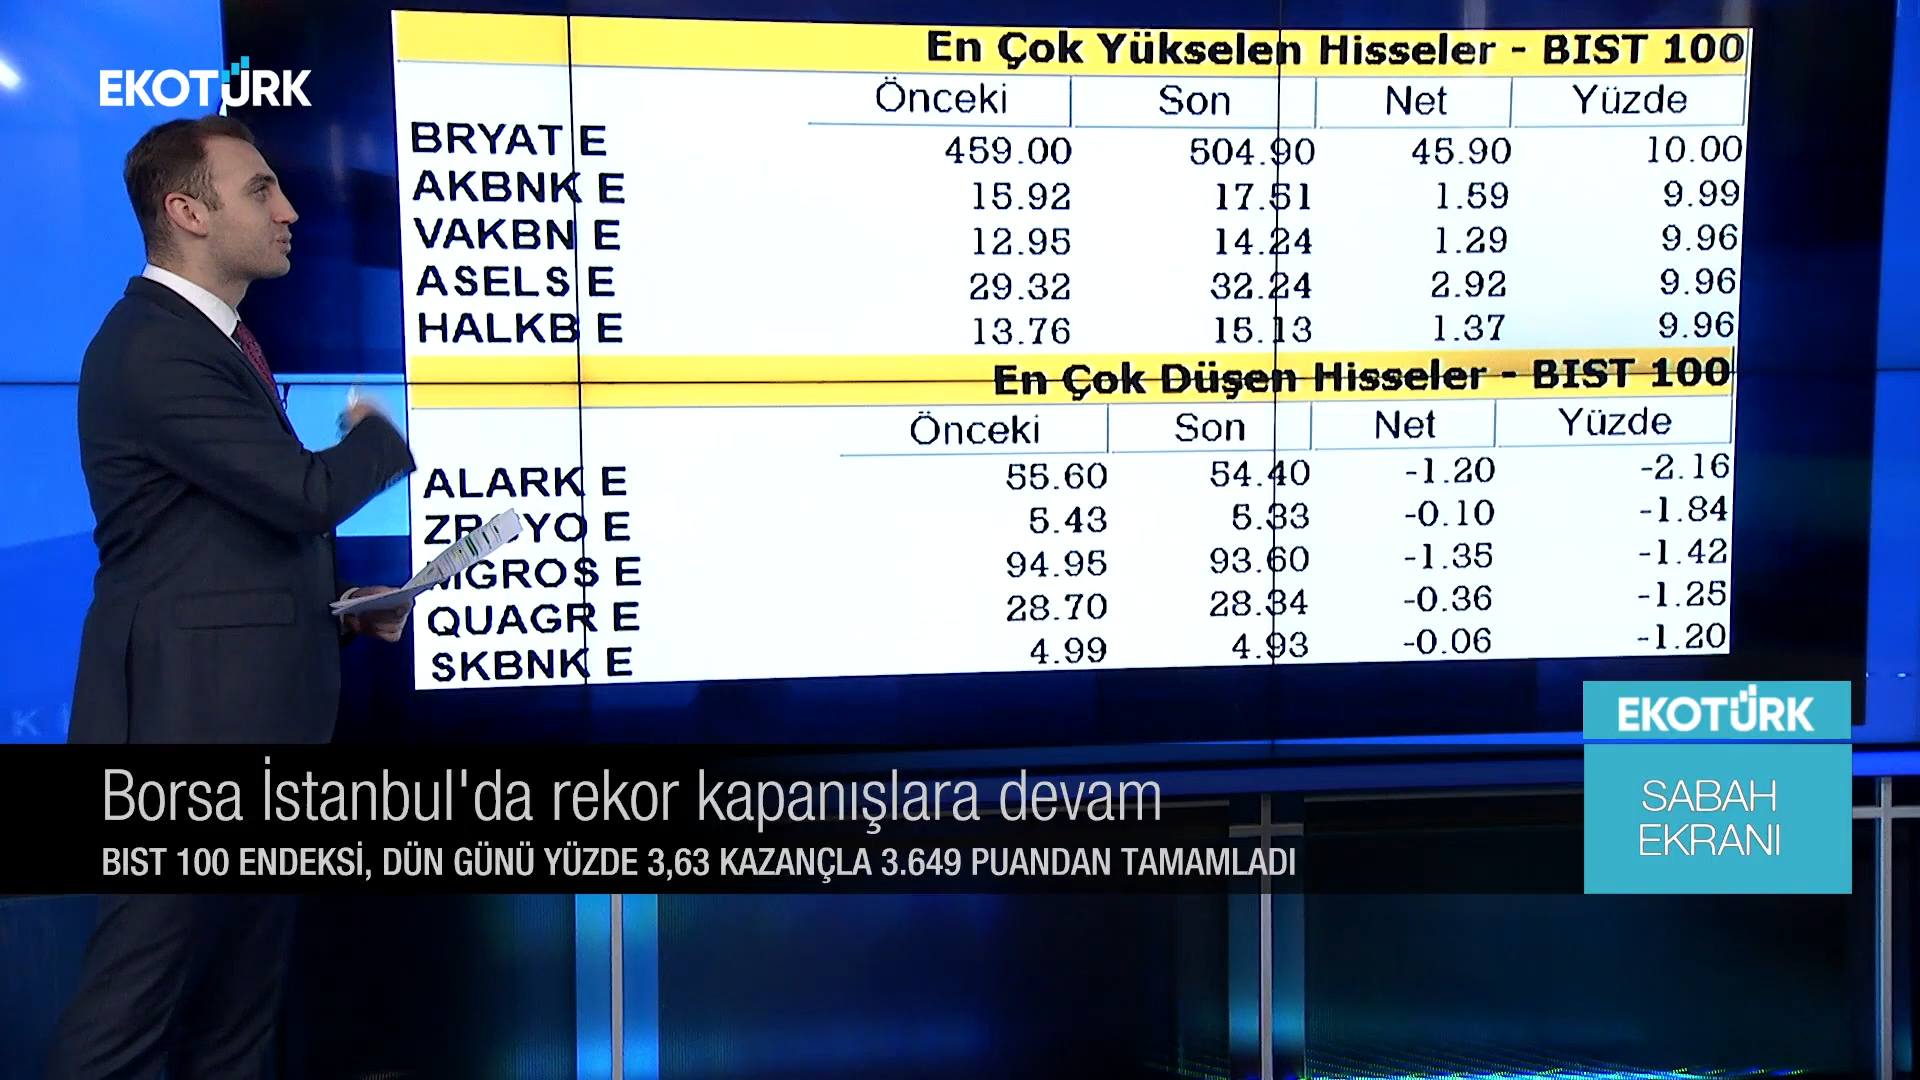 EKOTÜRK
En Çok Yükselen Hisseler - BIST 100
Önceki Son Net Yüzde
BRYAT E 459.00 504.90 45.90 10.00
AKBNK E 15.92 17.51 1.59 9.99
VAKBN E 12.95 14.24 1.29 9.96
ASELS E 29.32 32.24 2.92 9.96
HALKB E 13.76 15.13 1.37 9.96
En Çok Düşen Hisseler - BIST 100
Önceki Son Net Yüzde
ALARK E 55.60 54.40 -1.20 -2.16
E 5.43 5.33 -0.10 -1.84
MGROS E 94.95 93.60 -1.35 -1.42
QUAGR E 28.70 28.34 -0.36 -1.25
SKBNK E 4.99 4.93 -0.06 -1.20
EKOTÜRK
SABAH
EKRANI
Borsa İstanbul'da rekor kapanışlara devam
BIST 100 ENDEKSİ, DÜN GÜNÜ YÜZDE 3,63 KAZANÇLA 3.649 PUANDAN TAMAMLADI